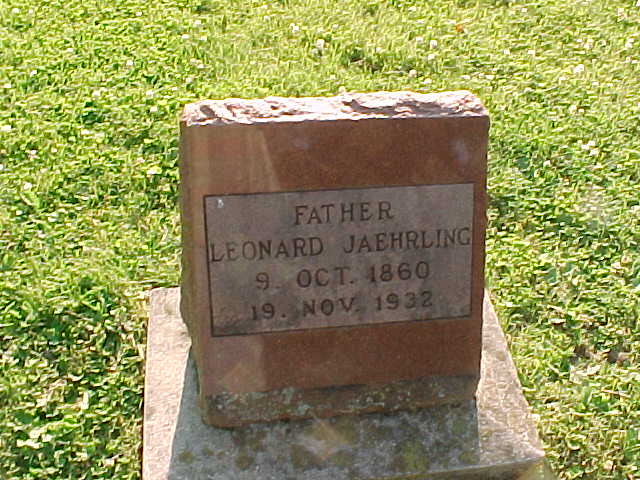 FATHER
LEONARD JAEHRLING
9. OCT. 1860
19. NOV. 1932